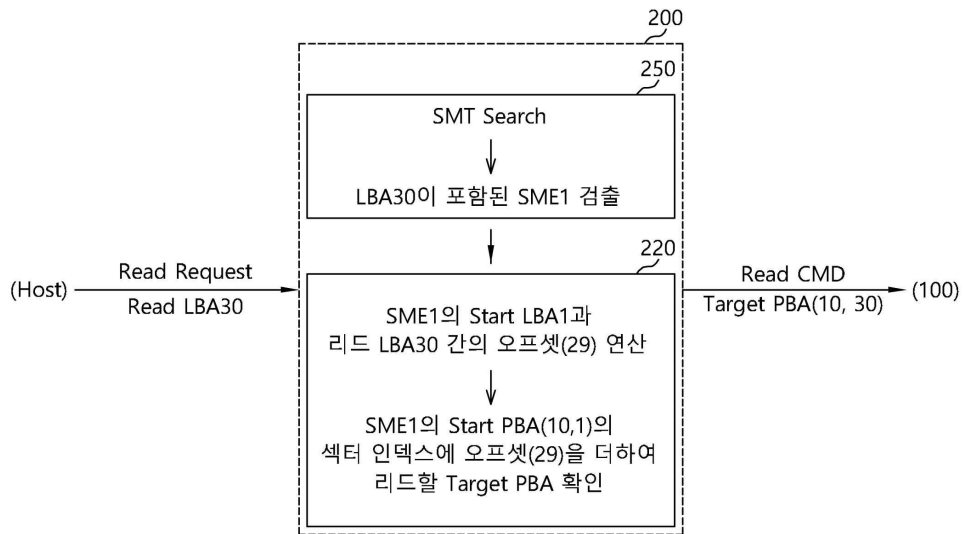 200
250
SMT Search
LBA30이 포함된 SME1 검출
220
(Host)
Read Request
Read LBA30
Read CMD
Target PBA(10, 30)
(100)
SME1의 Start LBA1과
리드 LBA30 간의 오프셋(29) 연산
SME1의 Start PBA(10,1)의
섹터 인덱스에 오프셋(29)을 더하여
리드할 Target PBA 확인